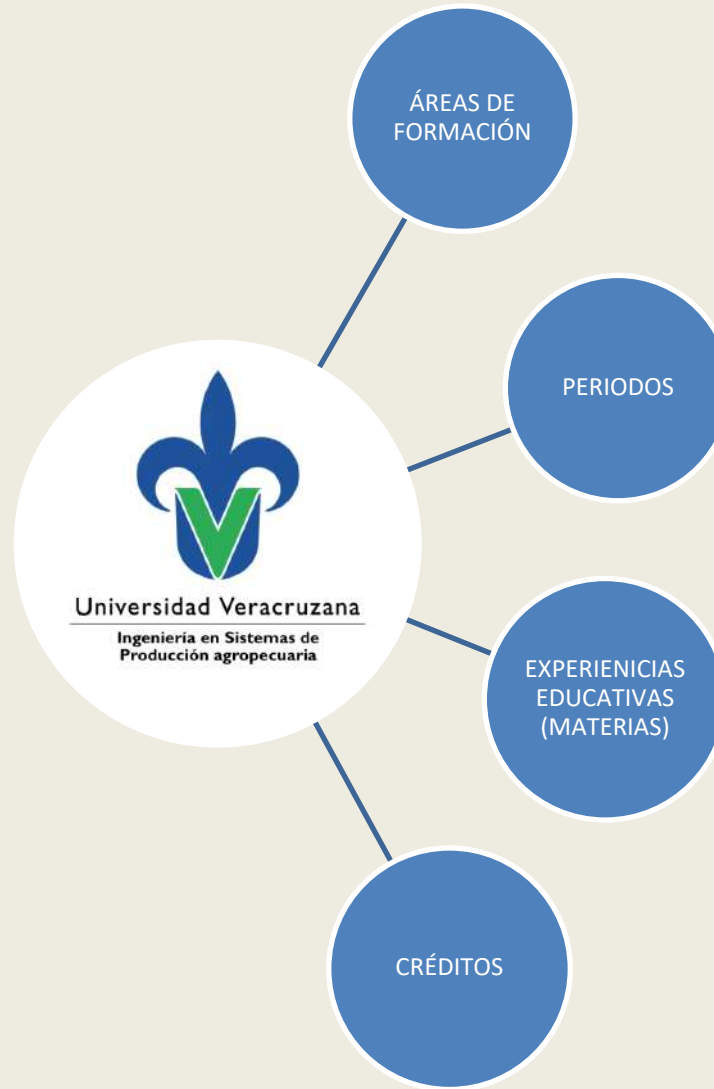 ÁREAS DE
FORMACIÓN
PERIODOS
Universidad Veracruzana
Ingeniería en Sistemas de
Producción agropecuaria
EXPERIENICIAS
EDUCATIVAS
(MATERIAS)
CRÉDITOS